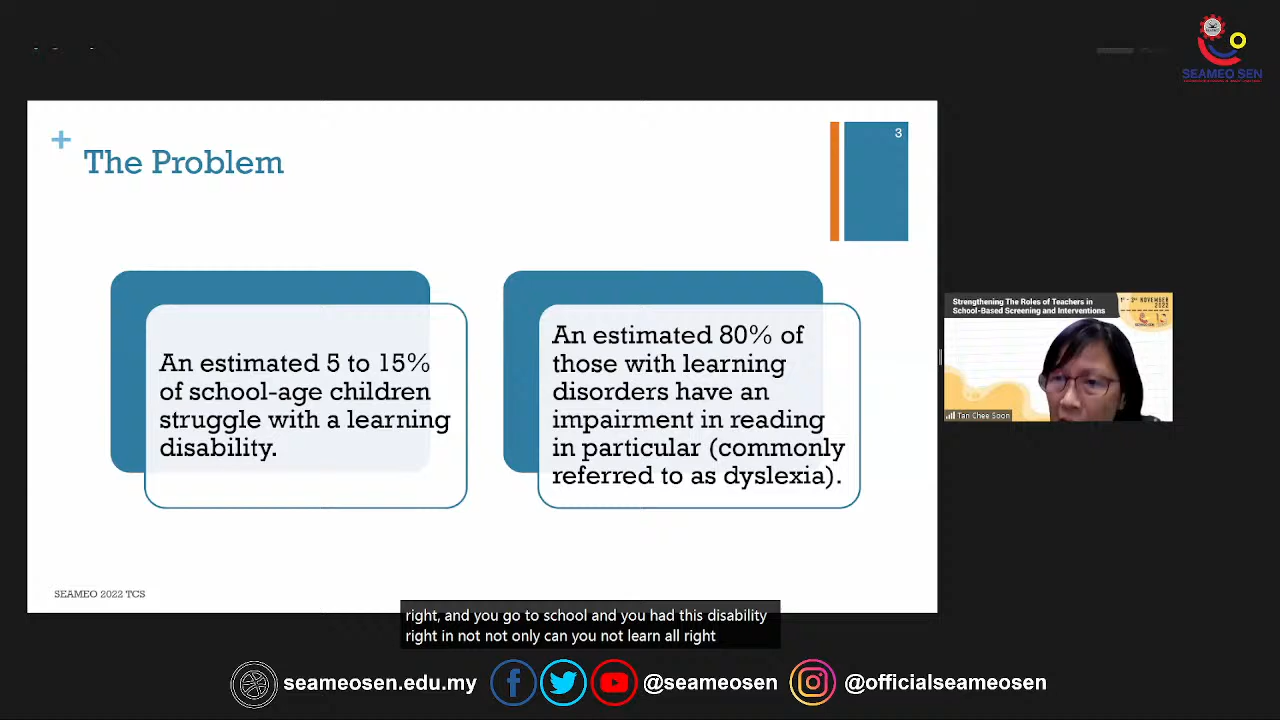 SEAMEO SEN
3
+
The Problem
An estimated 5 to 15%
of school-age children
struggle with a learning
disability.
An estimated 80% of
those with learning
disorders have an
impairment in reading
in particular (commonly
referred to as dyslexia).
SEAMEO 2022 TCS
Strengthening The Roles of Teachers in
School-Based Screening and Interventions
NOVEMBER
2022
Tan Chee Soon
right, and you go to school and you had this disability
right in not not only can you not learn all right
seameosen.edu.my
@seameosen
@officialseameosen